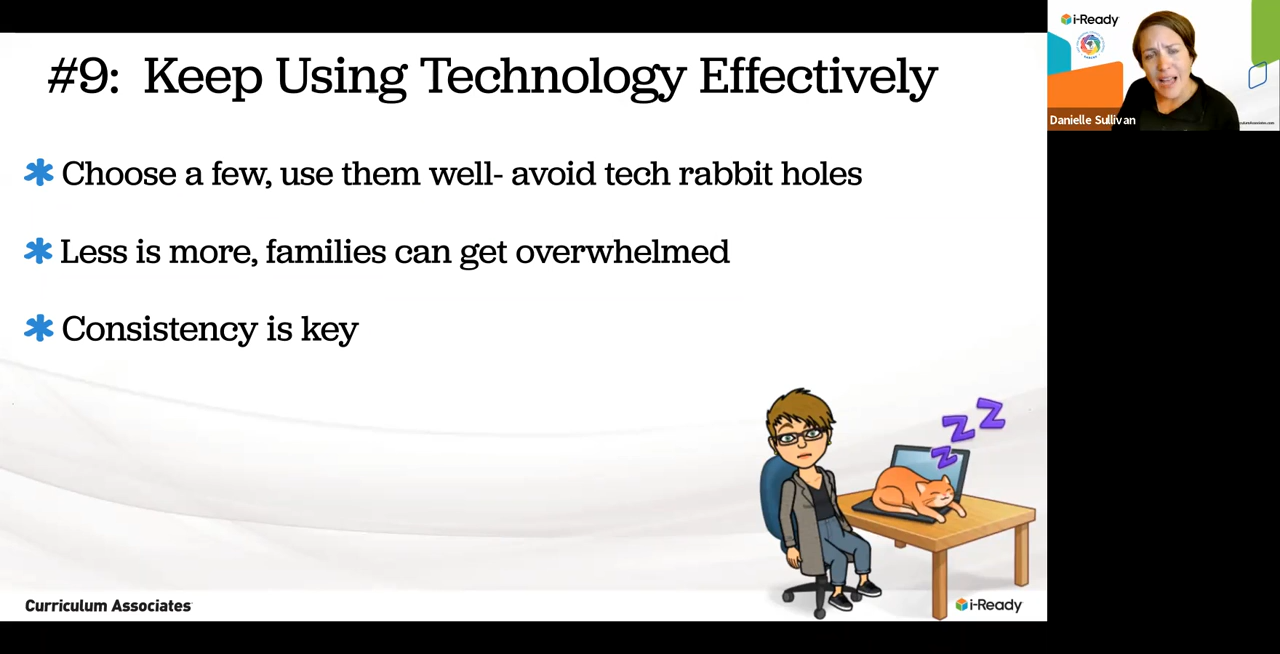 #9: Keep Using Technology Effectively
Choose a few, use them well- avoid tech rabbit holes
Less is more, families can get overwhelmed
Consistency is key
Z Z Z
Curriculum Associates
i-Ready
i-Ready
Danielle Sullivan